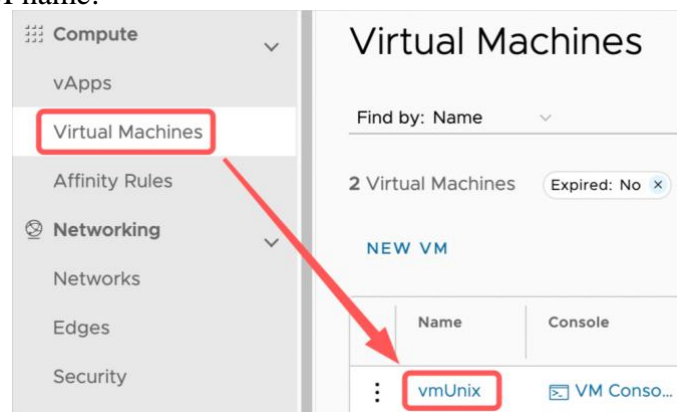 name.
Compute
vApps
Virtual Machines
Affinity Rules
Networking
Networks
Edges
Security
Virtual Machines
Find by: Name
2 Virtual Machines Expired: No ×
NEW VM
Name Console
vmUnix VM Conso...